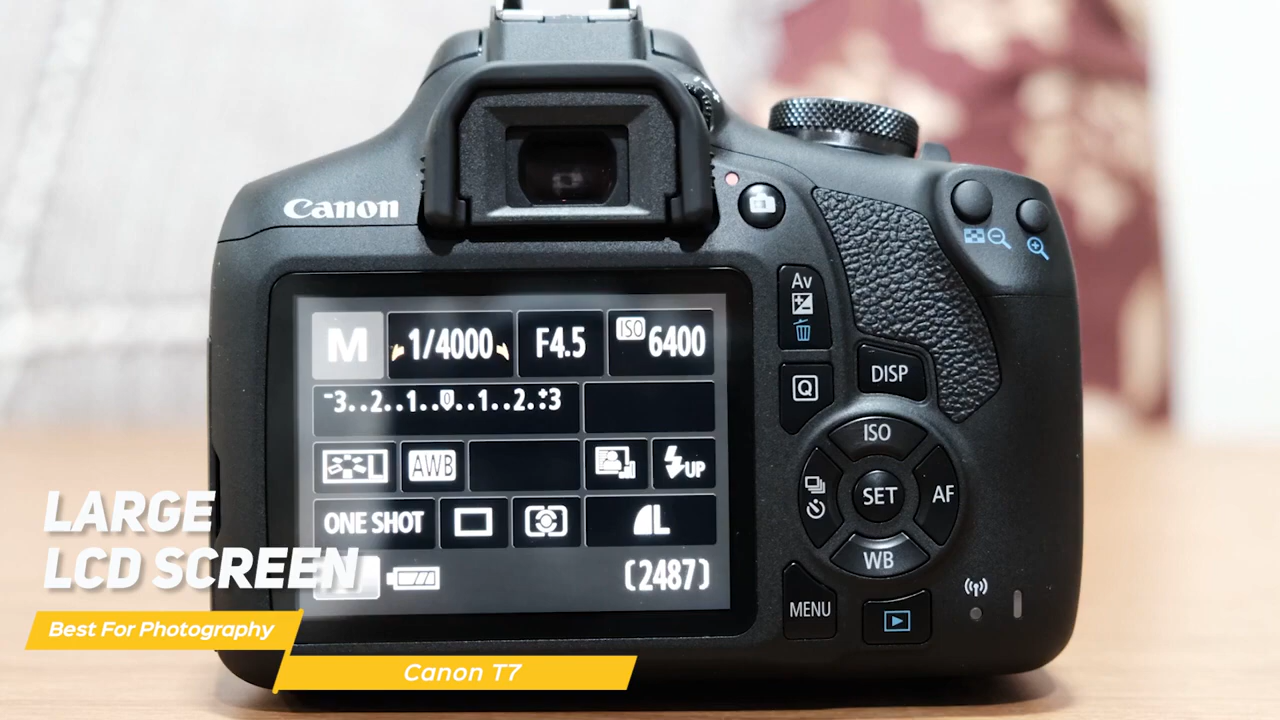 Canon
Av
M 1/4000 F4.5 ISO 6400
-3..2..1..0..1..2.:+3
DISP
Q
ISO
L AWB UP
SET AF
ONE SHOT L
WB
LARGE
LCD SCREEN
(2487)
MENU
Best For Photography
Canon T7